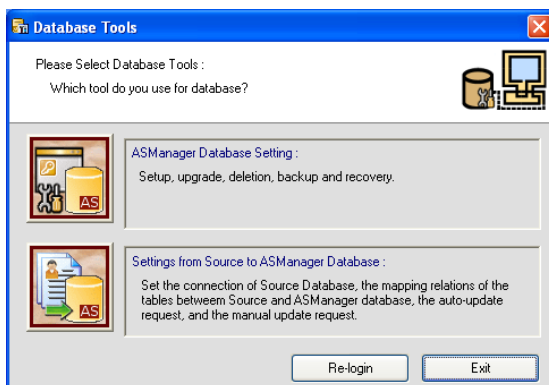 Database Tools
Please Select Database Tools :
Which tool do you use for database?
AS
ASManager Database Setting :
Setup, upgrade, deletion, backup and recovery.
AS
Settings from Source to ASManager Database :
Set the connection of Source Database, the mapping relations of the
tables betweem Source and ASManager database, the auto-update
request, and the manual update request.
Re-login
Exit